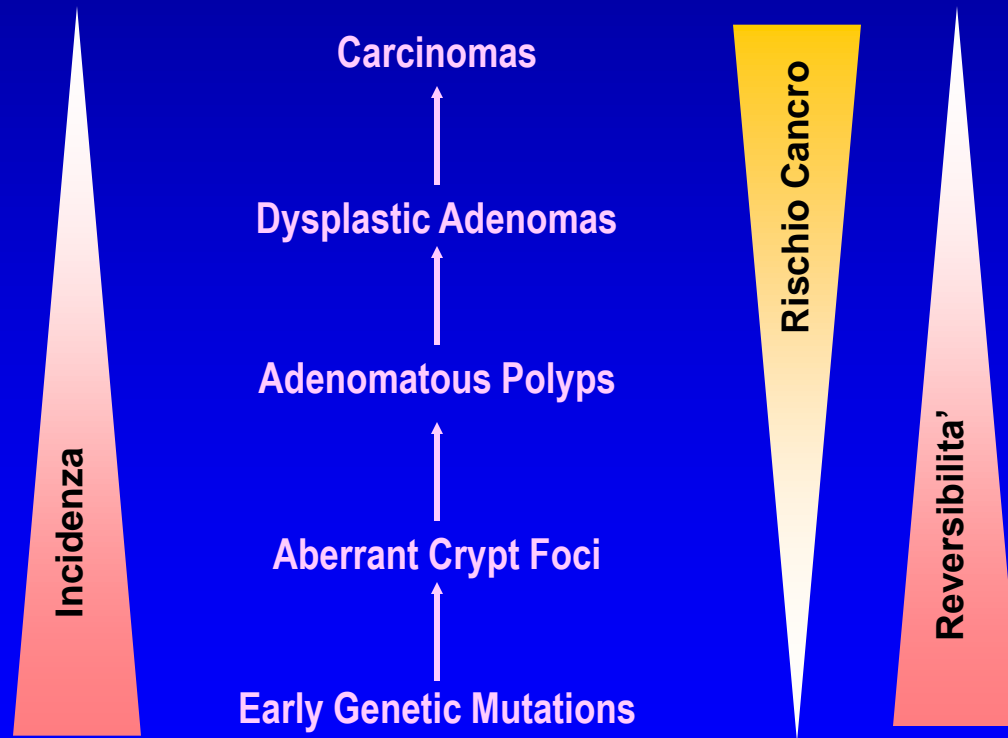 Carcinomas
Dysplastic Adenomas
Adenomatous Polyps
Aberrant Crypt Foci
Early Genetic Mutations
Incidenza
Rischio Cancro
Reversibilita’